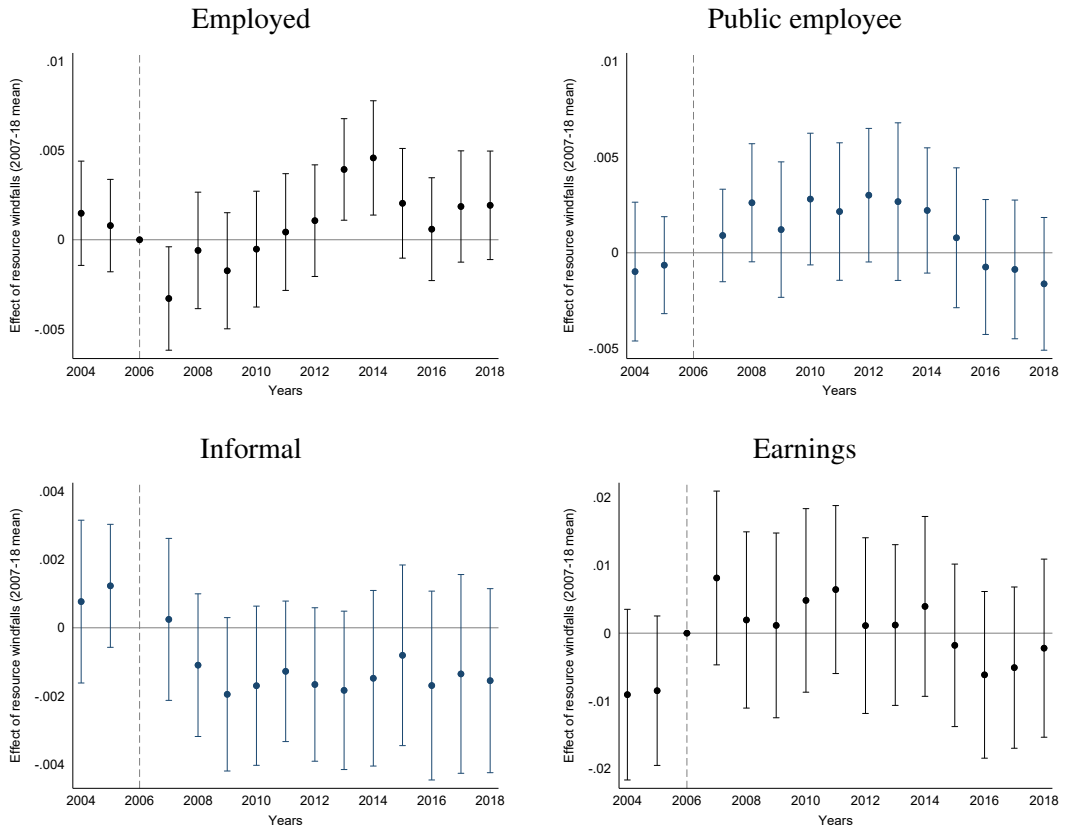 Employed
Effect of resource windfalls (2007-18 mean)
.01
.005
0
-.005
2004 2006 2008 2010 2012 2014 2016 2018
Years
Public employee
Effect of resource windfalls (2007-18 mean)
.01
.005
0
-.005
2004 2006 2008 2010 2012 2014 2016 2018
Years
Informal
Effect of resource windfalls (2007-18 mean)
.004
.002
0
-.002
-.004
2004 2006 2008 2010 2012 2014 2016 2018
Years
Earnings
Effect of resource windfalls (2007-18 mean)
.02
.01
0
-.01
-.02
2004 2006 2008 2010 2012 2014 2016 2018
Years